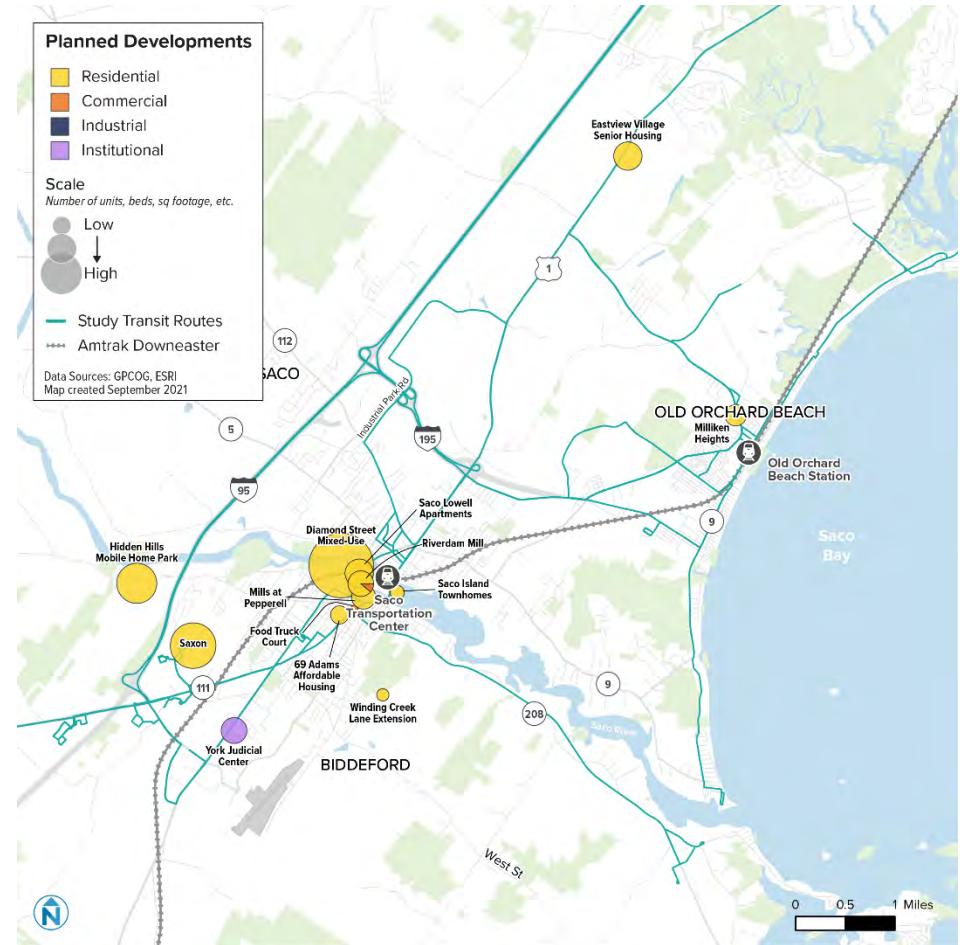 Planned Developments
Residential
Commercial
Industrial
Institutional
Scale
Number of units, beds, sq footage, etc.
Low
High
Study Transit Routes
Amtrak Downeaster
Data Sources: GPCOG, ESRI
Map created September 2021
Eastview Village
Senior Housing
1
112
SACO
Industrial Park Rd
5
195
OLD ORCHARD BEACH
Milliken
Heights
Old Orchard
Beach Station
95
9
Saco Lowell
Apartments
Diamond Street
Mixed-Use
Riverdam Mill
Saco
Bay
Hidden Hills
Mobile Home Park
Saco Island
Townhomes
Mills at
Pepperell
Saco
Transportation
Center
Food Truck
Court
Saxon
69 Adams
Affordable
Housing
111
9
Winding Creek
Lane Extension
208
Saco River
York Judicial
Center
BIDDEFORD
West St
N
0 0.5 1 Miles